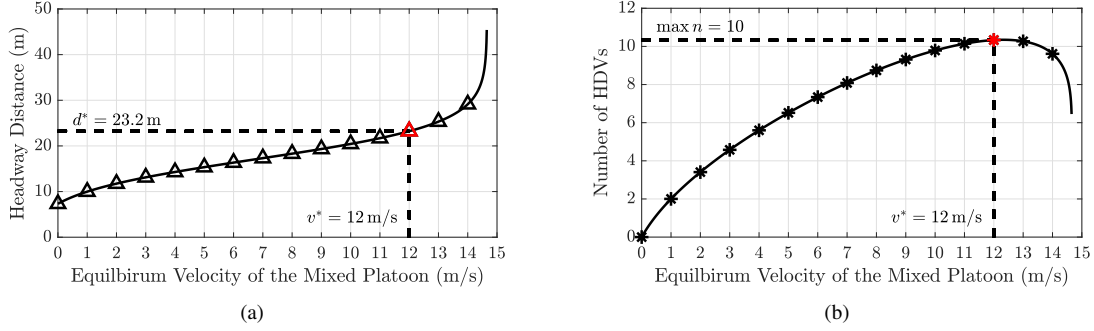 50
40
30
20
10
0
Headway Distance (m)
d* = 23.2 m
v* = 12 m/s
0 1 2 3 4 5 6 7 8 9 10 11 12 13 14 15
Equilbirum Velocity of the Mixed Platoon (m/s)
(a)
12
10
8
6
4
2
0
Number of HDVs
max n = 10
v* = 12 m/s
0 1 2 3 4 5 6 7 8 9 10 11 12 13 14 15
Equilbirum Velocity of the Mixed Platoon (m/s)
(b)